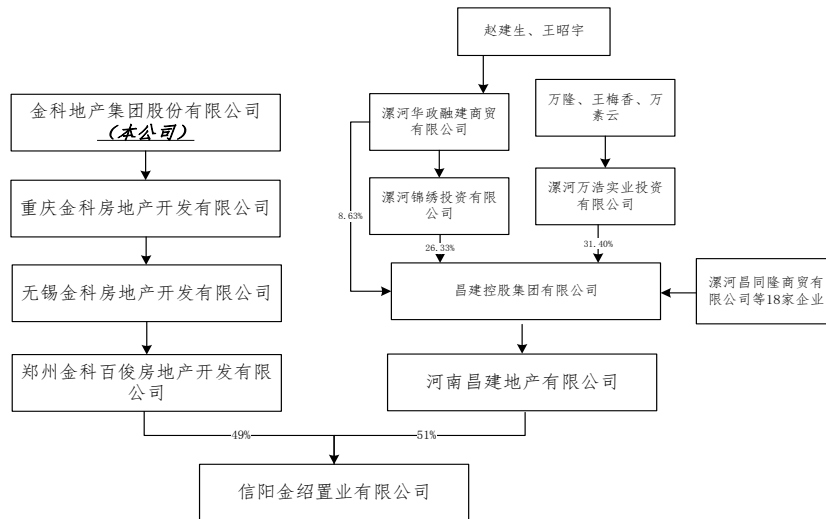 赵建生、王昭宇
金科地产集团股份有限公司
（本公司）
漯河华政融建商贸
有限公司
万隆、王梅香、万
素云
重庆金科房地产开发有限公司
漯河锦绣投资有限
公司
漯河万浩实业投资
有限公司
8.63%
26.33%
31.40%
无锡金科房地产开发有限公司
昌建控股集团有限公司
漯河昌同隆商贸有
限公司等18家企业
郑州金科百俊房地产开发有限
公司
河南昌建地产有限公司
49%
51%
信阳金绍置业有限公司